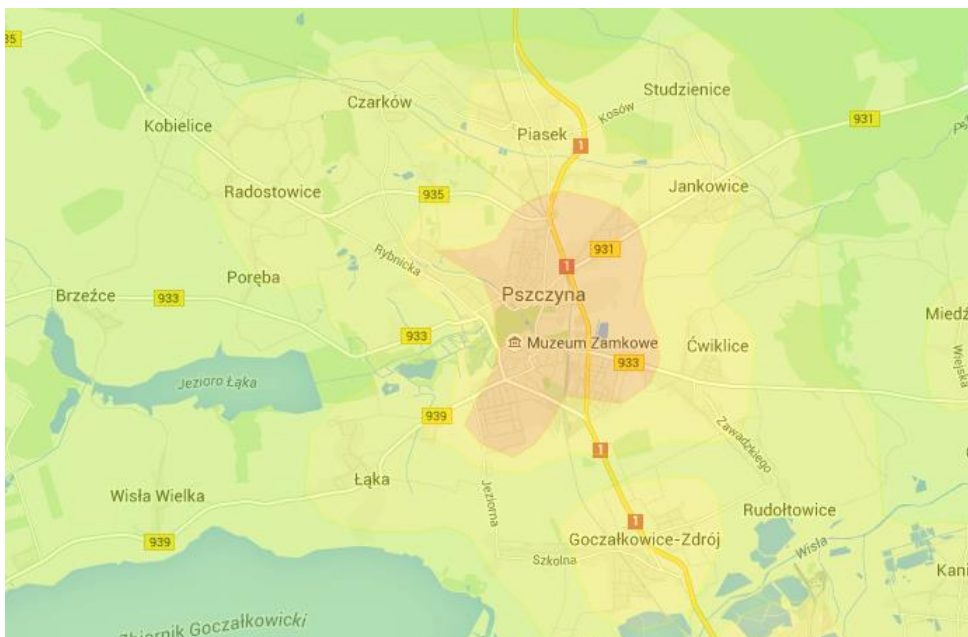 35
Czarków
Studzienice
Kosów
Kobielice
Piasek
931
1
Radostowice
935
Jankowice
Rybnicka
931
1
Poręba
Pszczyna
Brzeźce
933
Miedź
933
Muzeum Zamkowe
Ćwiklice
Wiejska
933
Jezioro Łąka
939
Zawadzkiego
1
Łąka
Jeziorna
Wisła Wielka
Rudołtowice
1
939
Goczałkowice-Zdrój
Wisła
Szkolna
Kani
Zbiornik Goczałkowicki